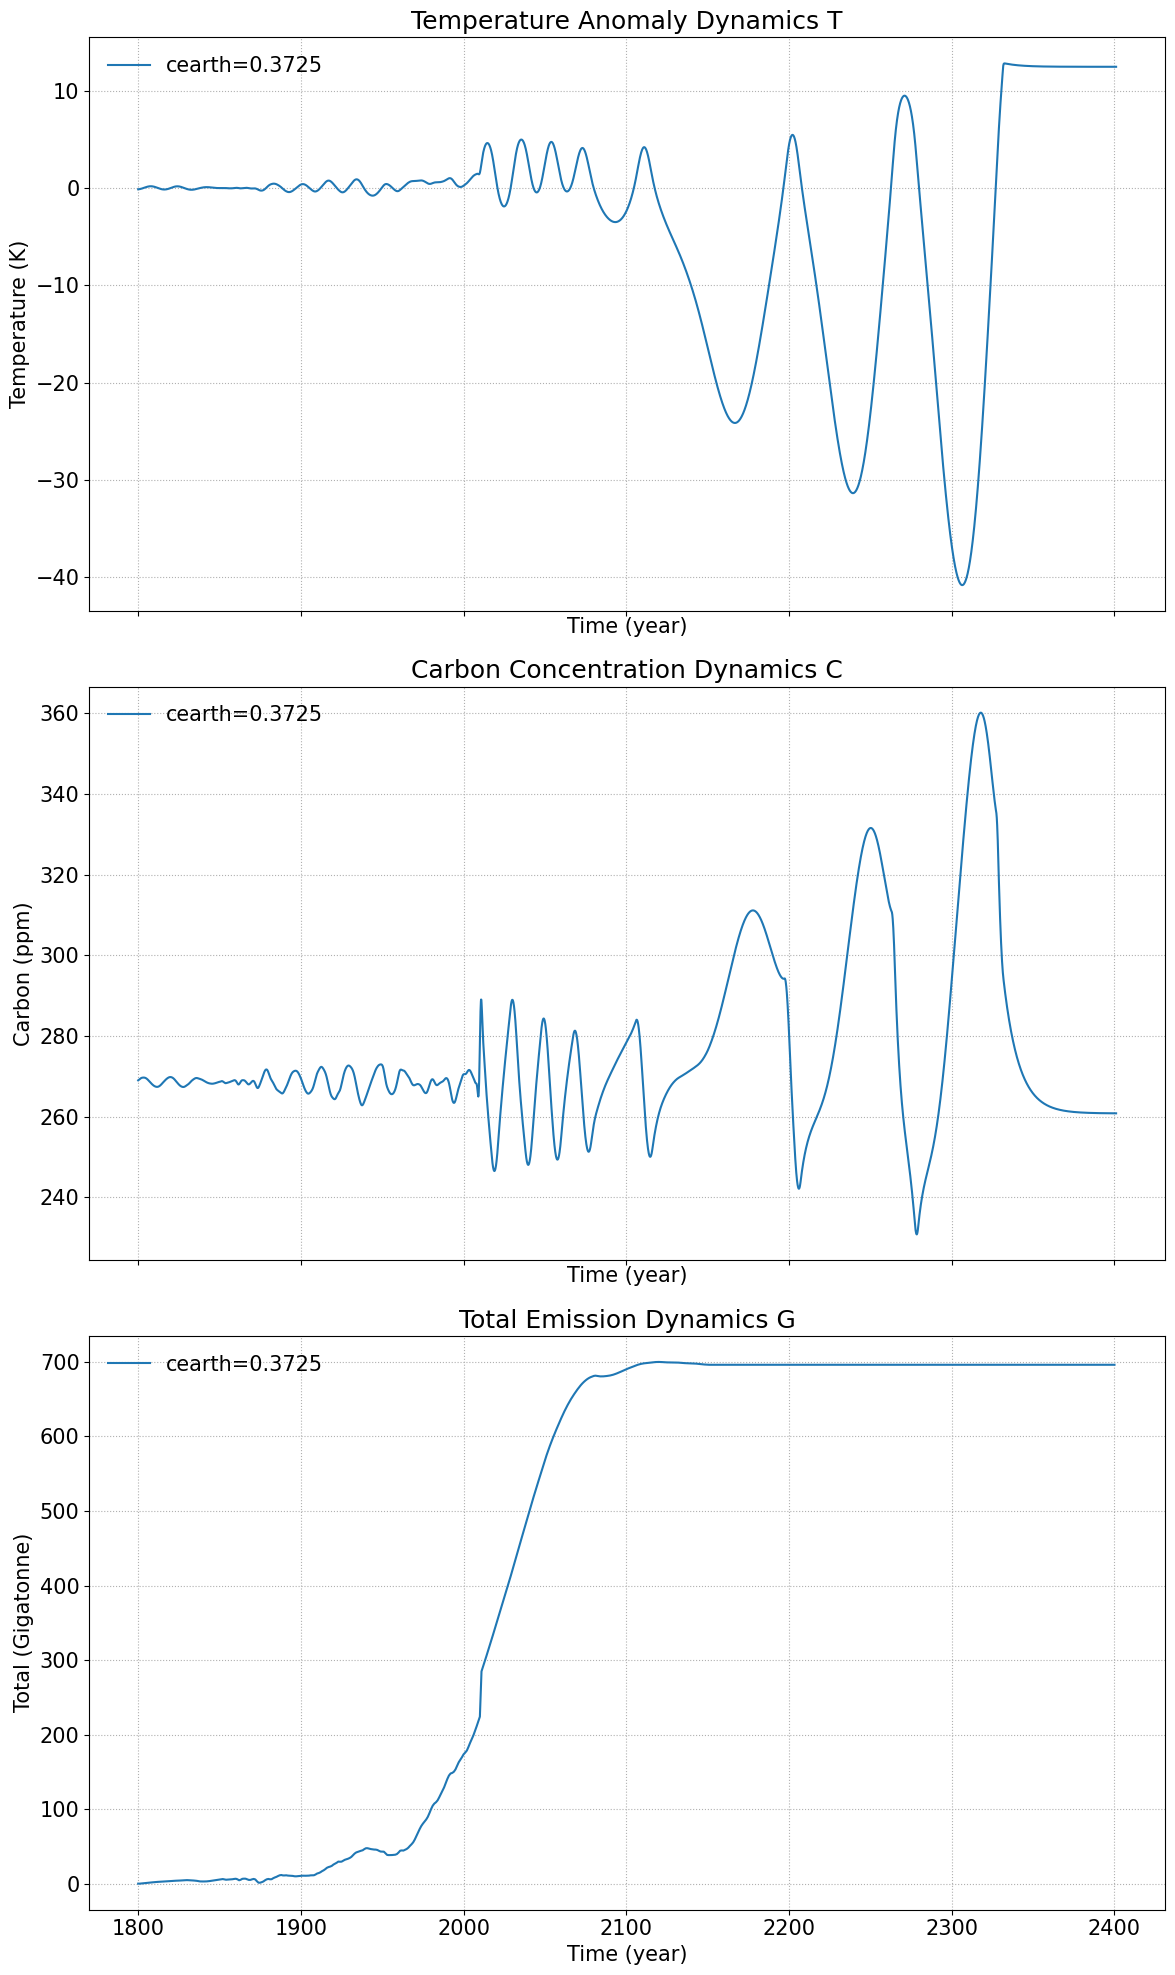 Temperature Anomaly Dynamics T
cearth=0.3725
10
0
−10
−20
−30
−40
Temperature (K)
Time (year)
Carbon Concentration Dynamics C
cearth=0.3725
360
340
320
300
280
260
240
Carbon (ppm)
Time (year)
Total Emission Dynamics G
cearth=0.3725
700
600
500
400
300
200
100
0
Total (Gigatonne)
1800 1900 2000 2100 2200 2300 2400
Time (year)